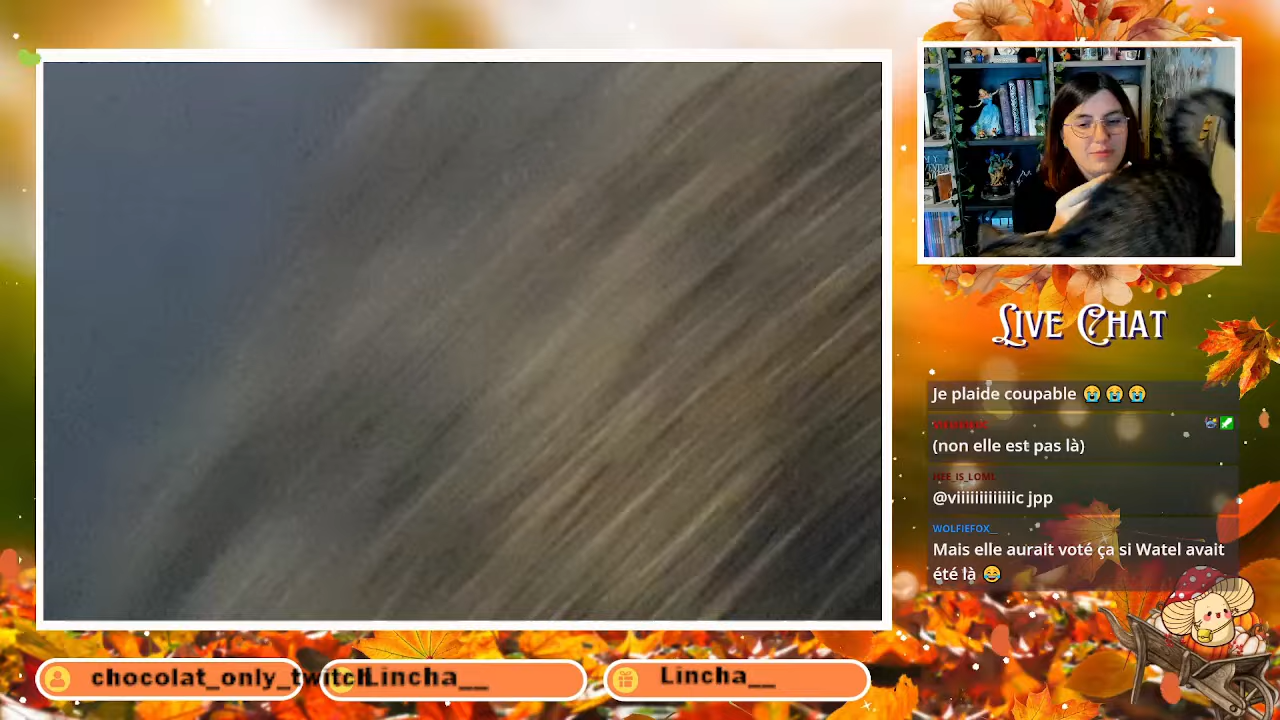 LIVE CHAT
Je plaide coupable 😭 😭 😭
(non elle est pas là)
HEE_IS_LOML
@viiiiiiiiiiiic jpp
WOLFIEFOX_
Mais elle aurait voté ça si Watel avait
été là 😂
chocolat_only_twitch
Lincha__
Lincha__